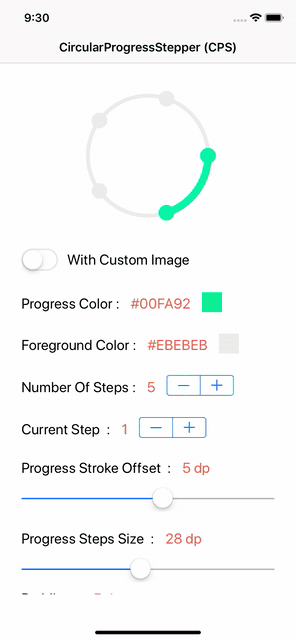 9:30
CircularProgressStepper (CPS)
With Custom Image
Progress Color : #00FA92
Foreground Color : #EBEBEB
Number Of Steps : 5 − +
Current Step : 1 − +
Progress Stroke Offset : 5 dp
Progress Steps Size : 28 dp